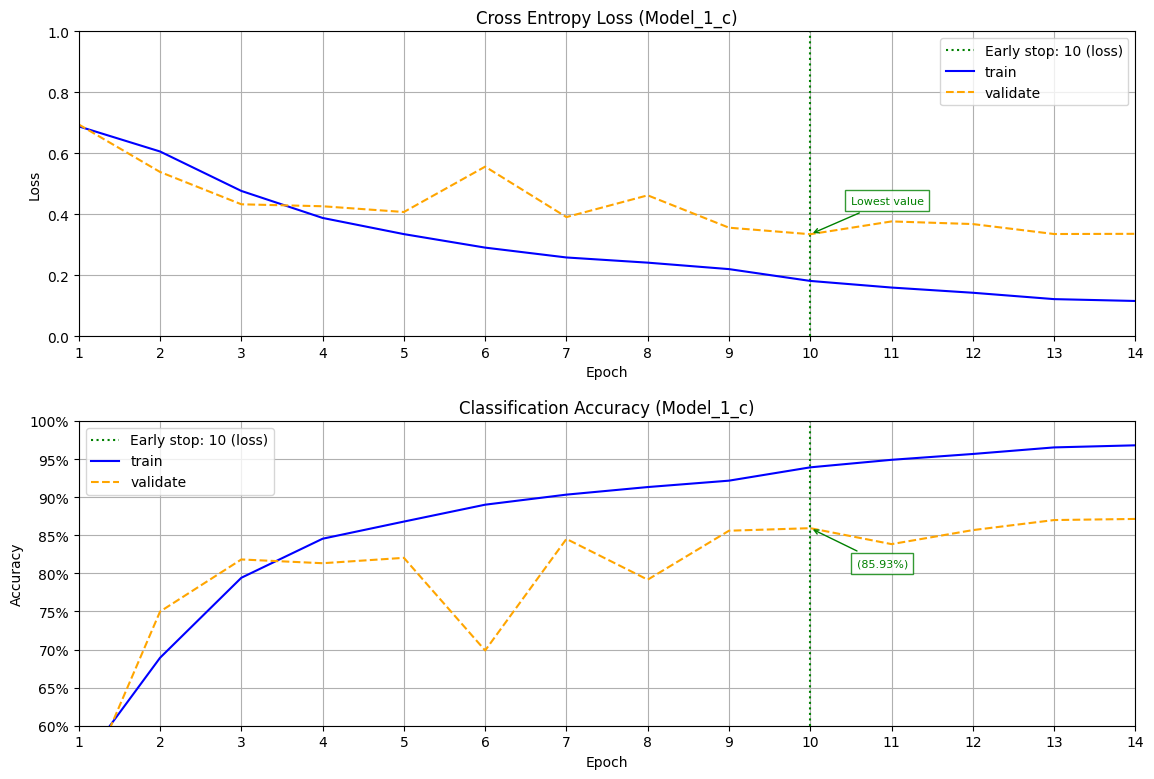 Cross Entropy Loss (Model_1_c)
1.0
0.8
0.6
0.4
0.2
0.0
Loss
Early stop: 10 (loss)
train
validate
Lowest value
1 2 3 4 5 6 7 8 9 10 11 12 13 14
Epoch
Classification Accuracy (Model_1_c)
100%
95%
90%
85%
80%
75%
70%
65%
60%
Accuracy
Early stop: 10 (loss)
train
validate
(85.93%)
1 2 3 4 5 6 7 8 9 10 11 12 13 14
Epoch